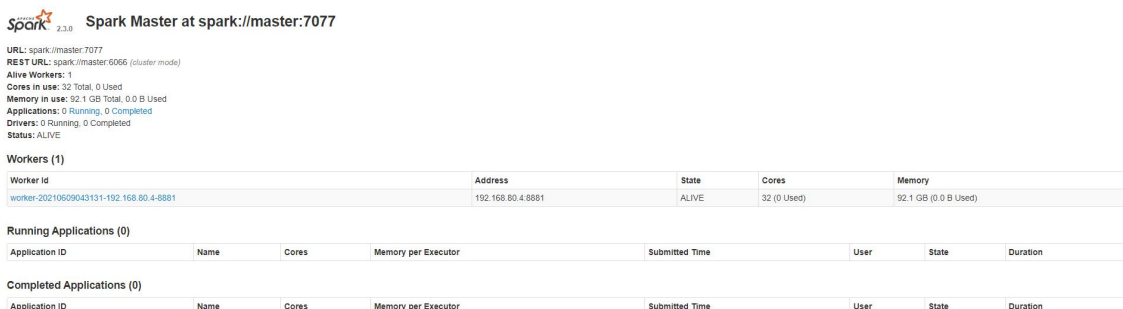 APACHE Spark 2.3.0 Spark Master at spark://master:7077
URL: spark://master:7077
REST URL: spark://master:6066 (cluster mode)
Alive Workers: 1
Cores in use: 32 Total, 0 Used
Memory in use: 92.1 GB Total, 0.0 B Used
Applications: 0 Running, 0 Completed
Drivers: 0 Running, 0 Completed
Status: ALIVE
Workers (1)
Worker Id Address State Cores Memory
worker-20210609043131-192.168.80.4-8881 192.168.80.4:8881 ALIVE 32 (0 Used) 92.1 GB (0.0 B Used)
Running Applications (0)
Application ID Name Cores Memory per Executor Submitted Time User State Duration
Completed Applications (0)
Application ID Name Cores Memory per Executor Submitted Time User State Duration